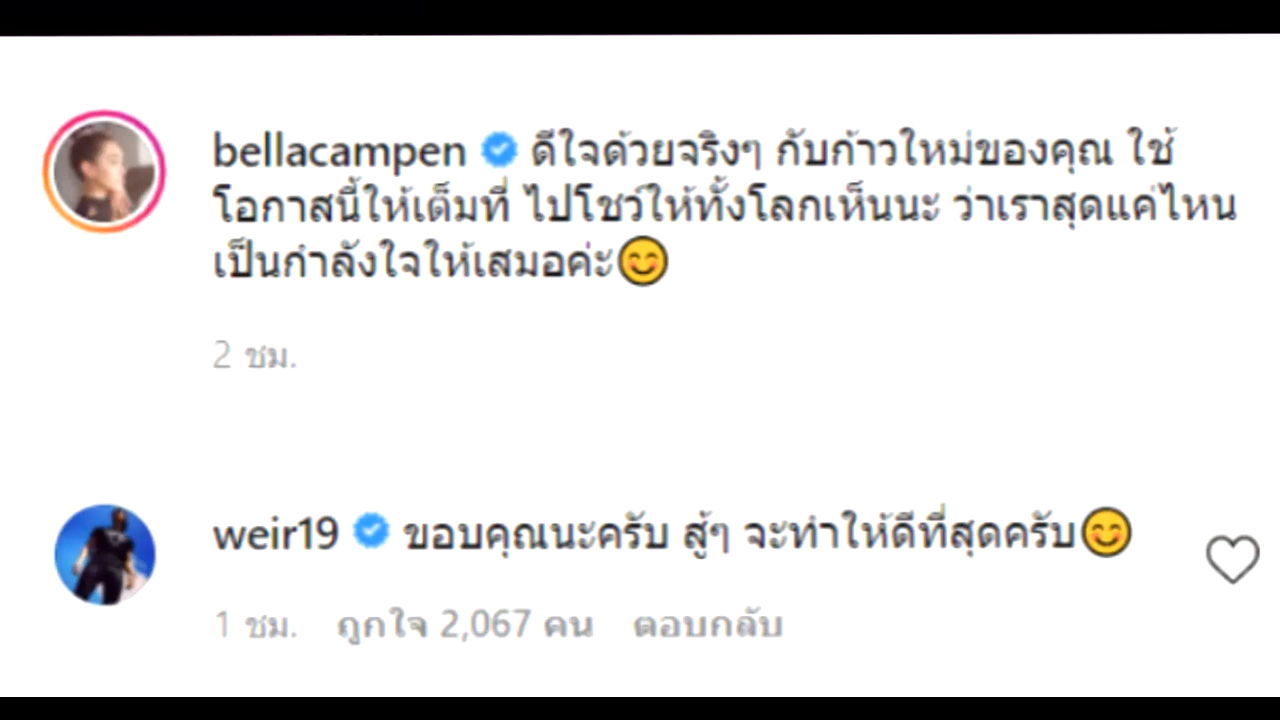 bellacampen ดีใจด้วยจริงๆ กับก้าวใหม่ของคุณ ใช้
โอกาสนี้ให้เต็มที่ ไปโชว์ให้ทั้งโลกเห็นนะ ว่าเราสุดแค่ไหน
เป็นกำลังใจให้เสมอค่ะ😊
2 ชม.
weir19 ขอบคุณนะครับ สู้ๆ จะทำให้ดีที่สุดครับ😊
1 ชม. ถูกใจ 2,067 คน ตอบกลับ